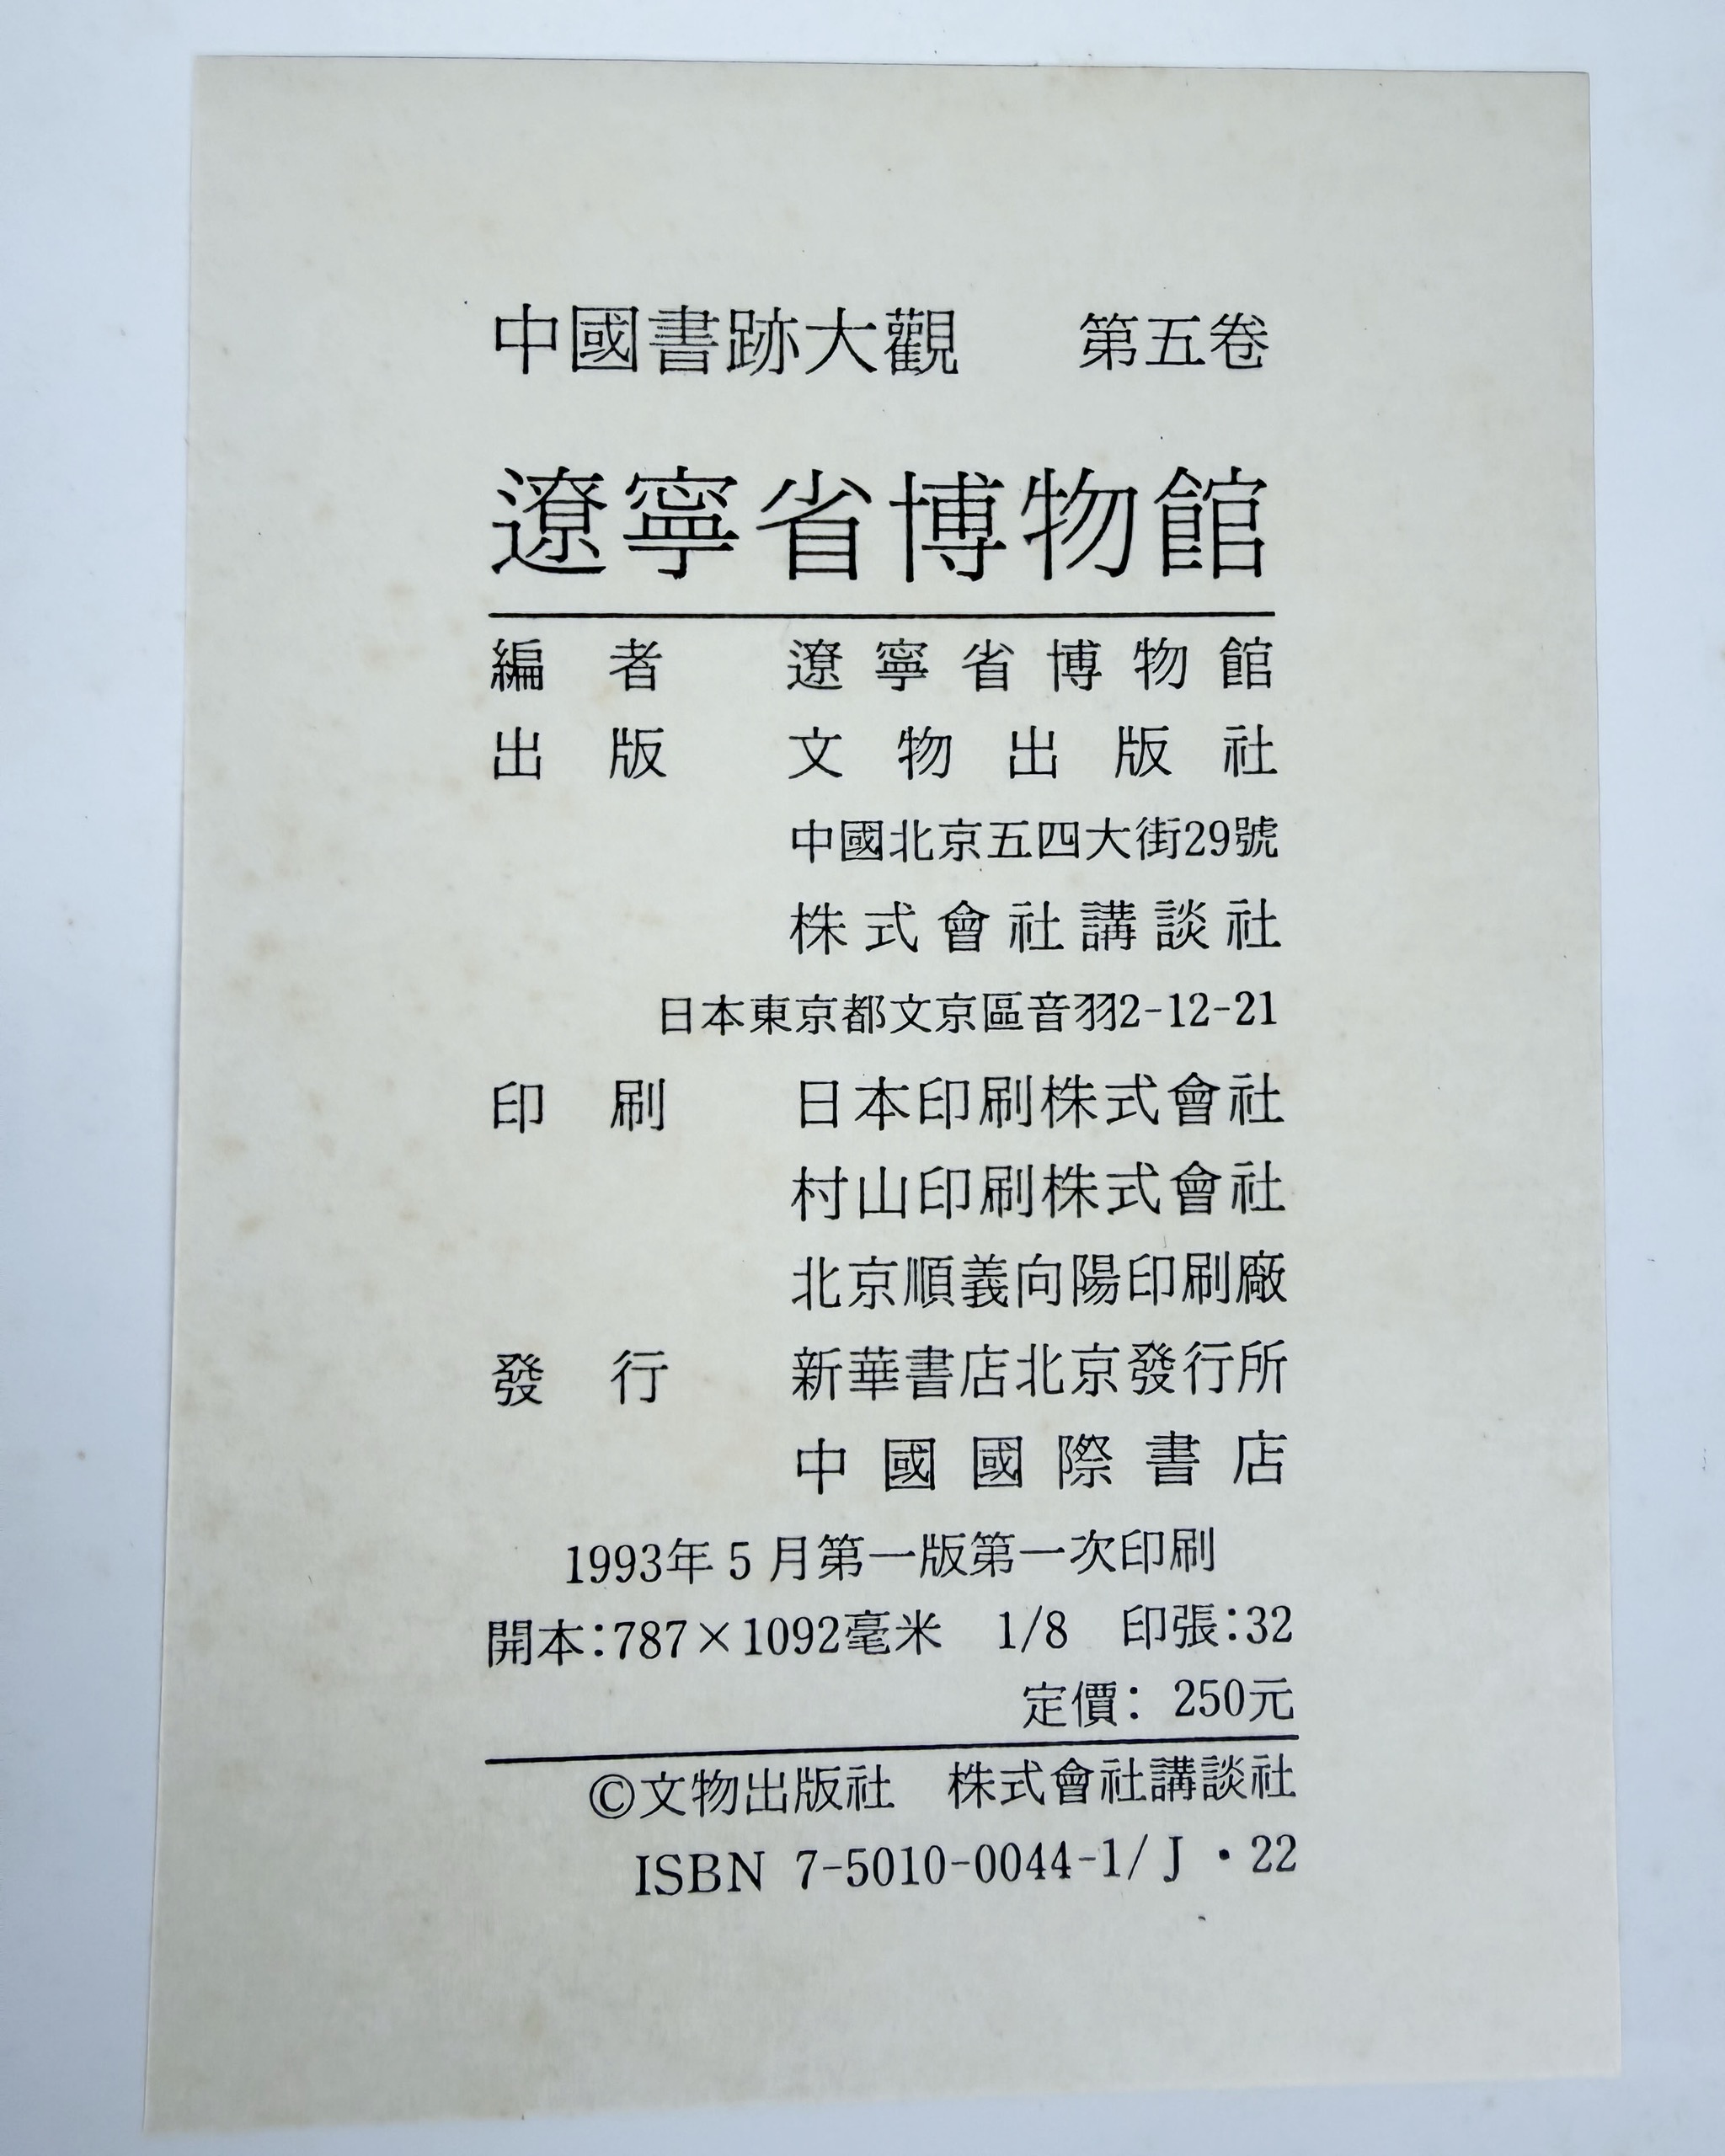 中國書跡大觀　第五卷
遼寧省博物館
編者　遼寧省博物館
出版　文物出版社
中國北京五四大街29號
株式會社講談社
日本東京都文京區音羽2-12-21
印刷　日本印刷株式會社
村山印刷株式會社
北京順義向陽印刷廠
發行　新華書店北京發行所
中國國際書店
1993年5月第一版第一次印刷
開本：787×1092毫米　1/8　印張：32
定價：250元
©文物出版社　株式會社講談社
ISBN 7-5010-0044-1/J・22